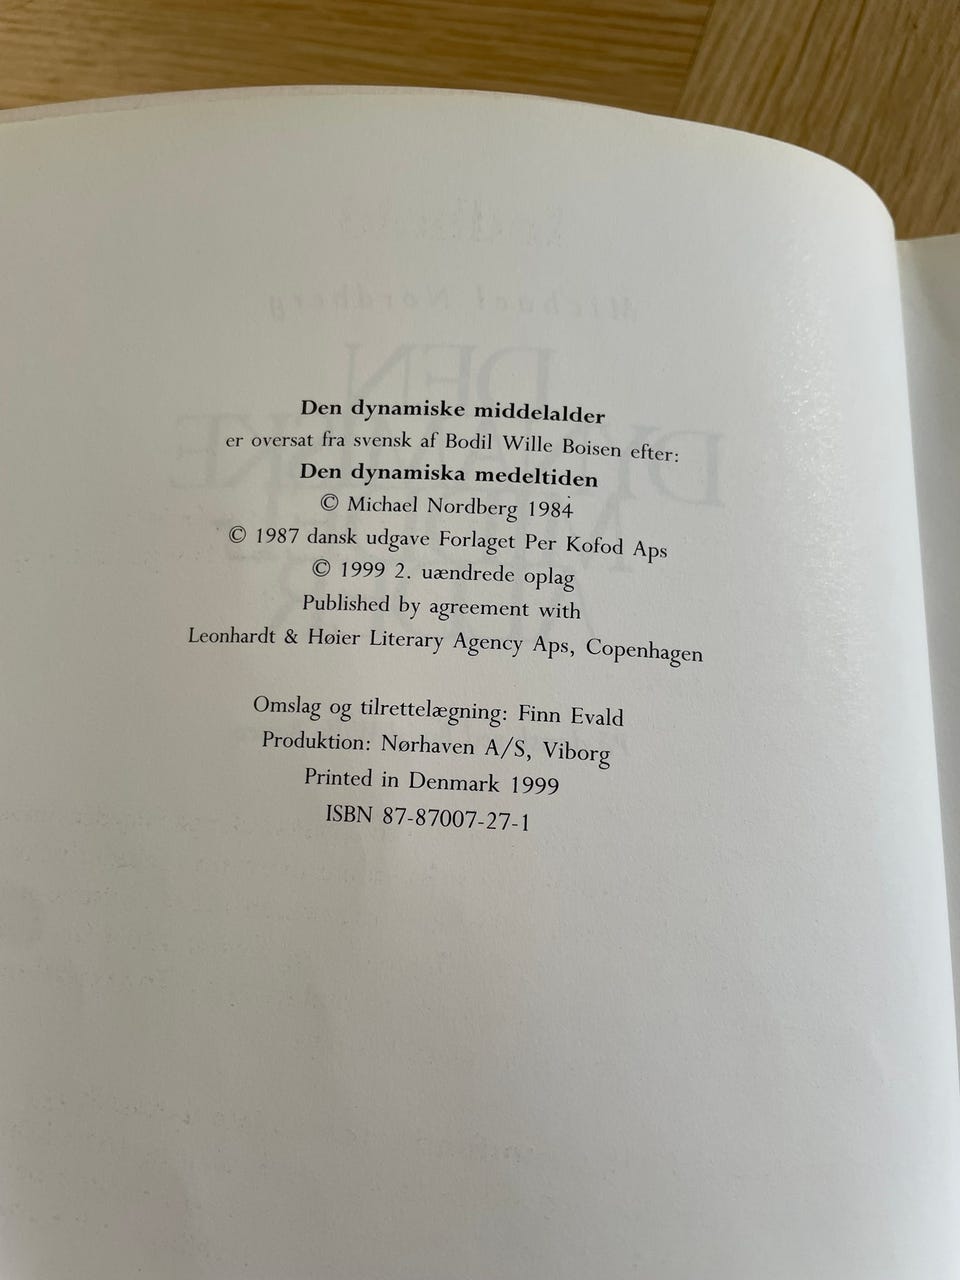 Den dynamiske middelalder
er oversat fra svensk af Bodil Wille Boisen efter:
Den dynamiska medeltiden
© Michael Nordberg 1984
© 1987 dansk udgave Forlaget Per Kofod Aps
© 1999 2. uændrede oplag
Published by agreement with
Leonhardt & Høier Literary Agency Aps, Copenhagen
Omslag og tilrettelægning: Finn Evald
Produktion: Nørhaven A/S, Viborg
Printed in Denmark 1999
ISBN 87-87007-27-1